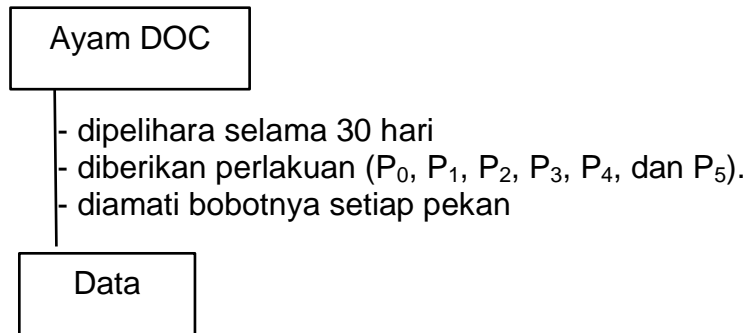 Ayam DOC
- dipelihara selama 30 hari
- diberikan perlakuan (P₀, P₁, P₂, P₃, P₄, dan P₅).
- diamati bobotnya setiap pekan
Data